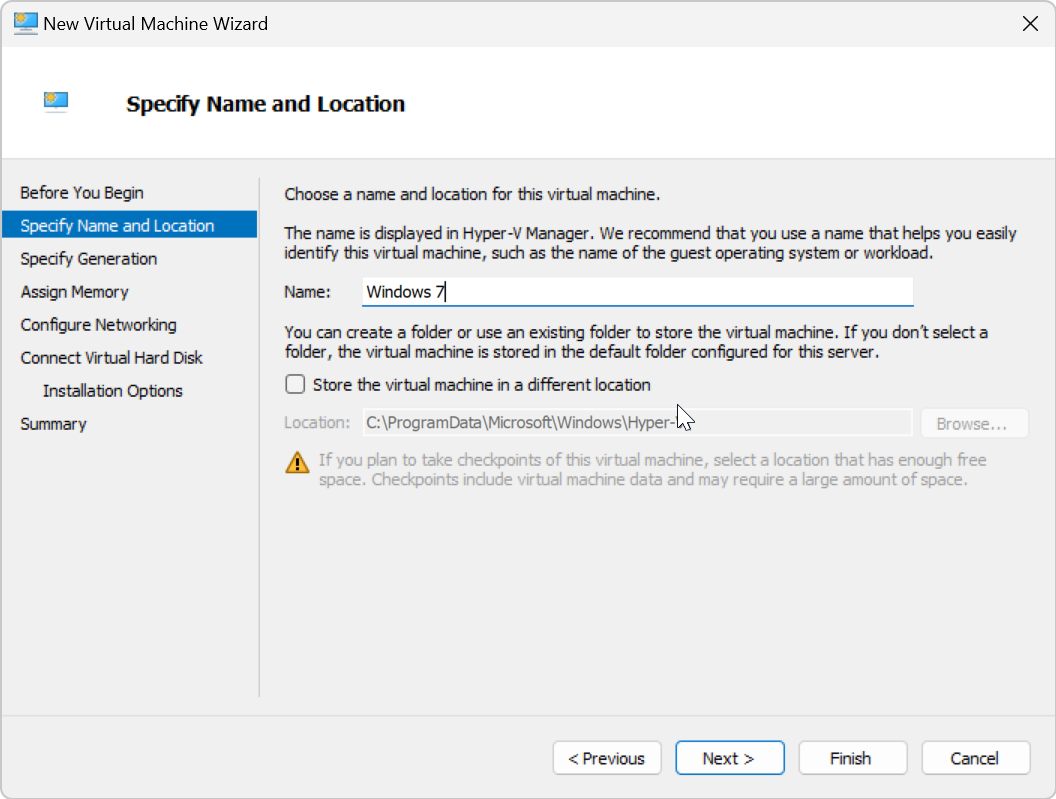 New Virtual Machine Wizard
Specify Name and Location
Before You Begin
Specify Name and Location
Specify Generation
Assign Memory
Configure Networking
Connect Virtual Hard Disk
Installation Options
Summary
Choose a name and location for this virtual machine.
The name is displayed in Hyper-V Manager. We recommend that you use a name that helps you easily
identify this virtual machine, such as the name of the guest operating system or workload.
Name: Windows 7
You can create a folder or use an existing folder to store the virtual machine. If you don't select a
folder, the virtual machine is stored in the default folder configured for this server.
Store the virtual machine in a different location
Location: C:\ProgramData\Microsoft\Windows\Hyper- Browse...
If you plan to take checkpoints of this virtual machine, select a location that has enough free
space. Checkpoints include virtual machine data and may require a large amount of space.
< Previous Next > Finish Cancel